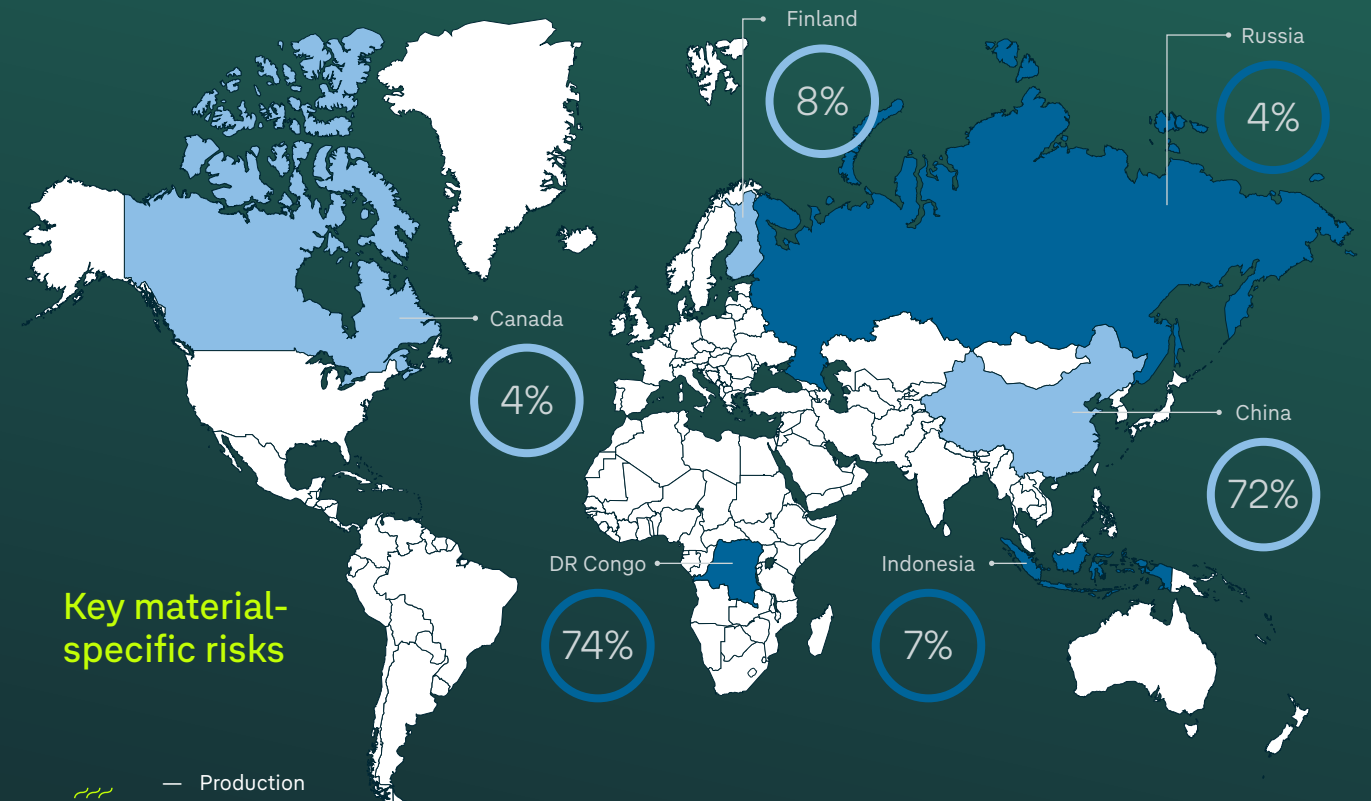 Finland
8%
Russia
4%
Canada
4%
China
72%
DR Congo
74%
Indonesia
7%
Key material-
specific risks
— Production